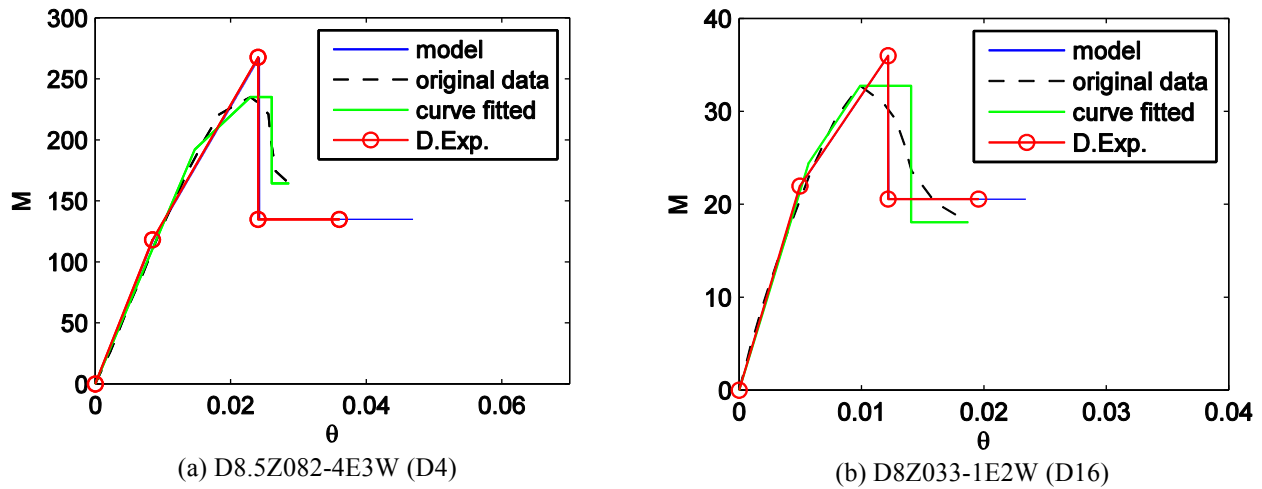 300
250
200
150
100
50
0
M
0 0.02 0.04 0.06
θ
model
original data
curve fitted
D.Exp.
(a) D8.5Z082-4E3W (D4)
40
30
20
10
0
M
0 0.01 0.02 0.03 0.04
θ
model
original data
curve fitted
D.Exp.
(b) D8Z033-1E2W (D16)